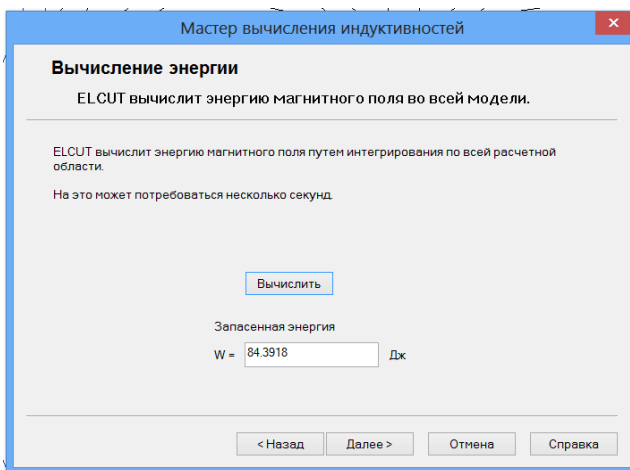 Мастер вычисления индуктивностей
Вычисление энергии
ELCUT вычислит энергию магнитного поля во всей модели.
ELCUT вычислит энергию магнитного поля путем интегрирования по всей расчетной
области.
На это может потребоваться несколько секунд.
Вычислить
Запасенная энергия
W = 84.3918 Дж
< Назад Далее > Отмена Справка